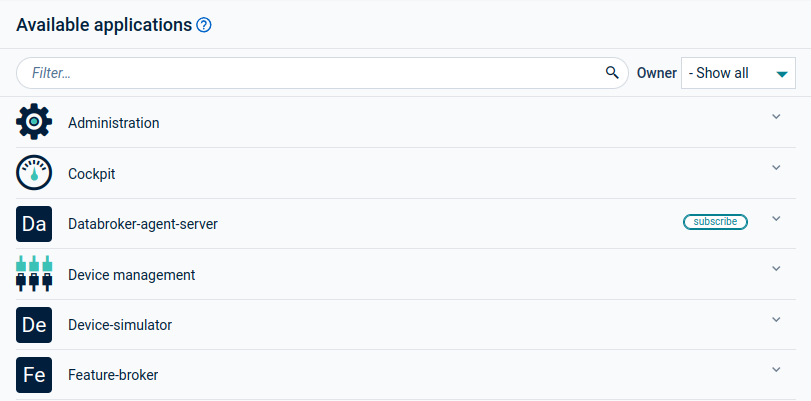 Available applications ?
Filter... Owner - Show all
Administration
Cockpit
Da Databroker-agent-server subscribe
Device management
De Device-simulator
Fe Feature-broker